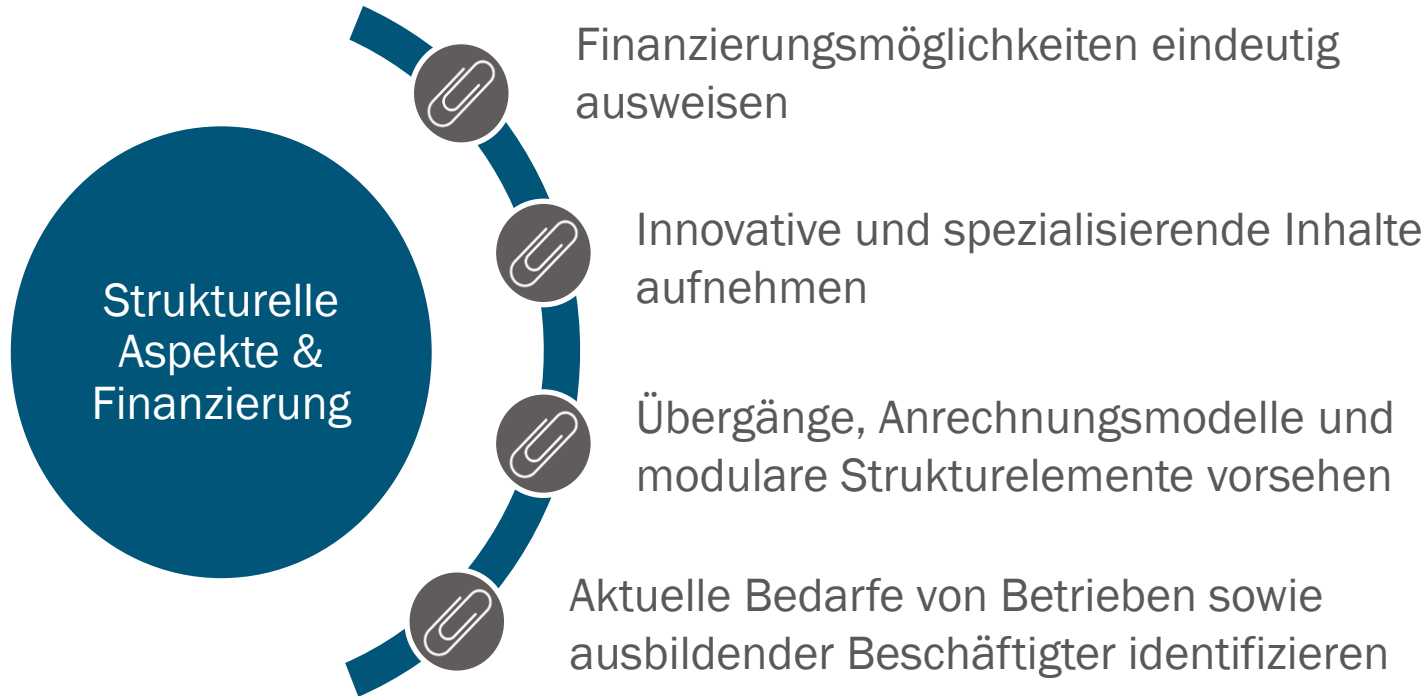 Strukturelle
Aspekte &
Finanzierung
Finanzierungsmöglichkeiten eindeutig
ausweisen
Innovative und spezialisierende Inhalte
aufnehmen
Übergänge, Anrechnungsmodelle und
modulare Strukturelemente vorsehen
Aktuelle Bedarfe von Betrieben sowie
ausbildender Beschäftigter identifizieren